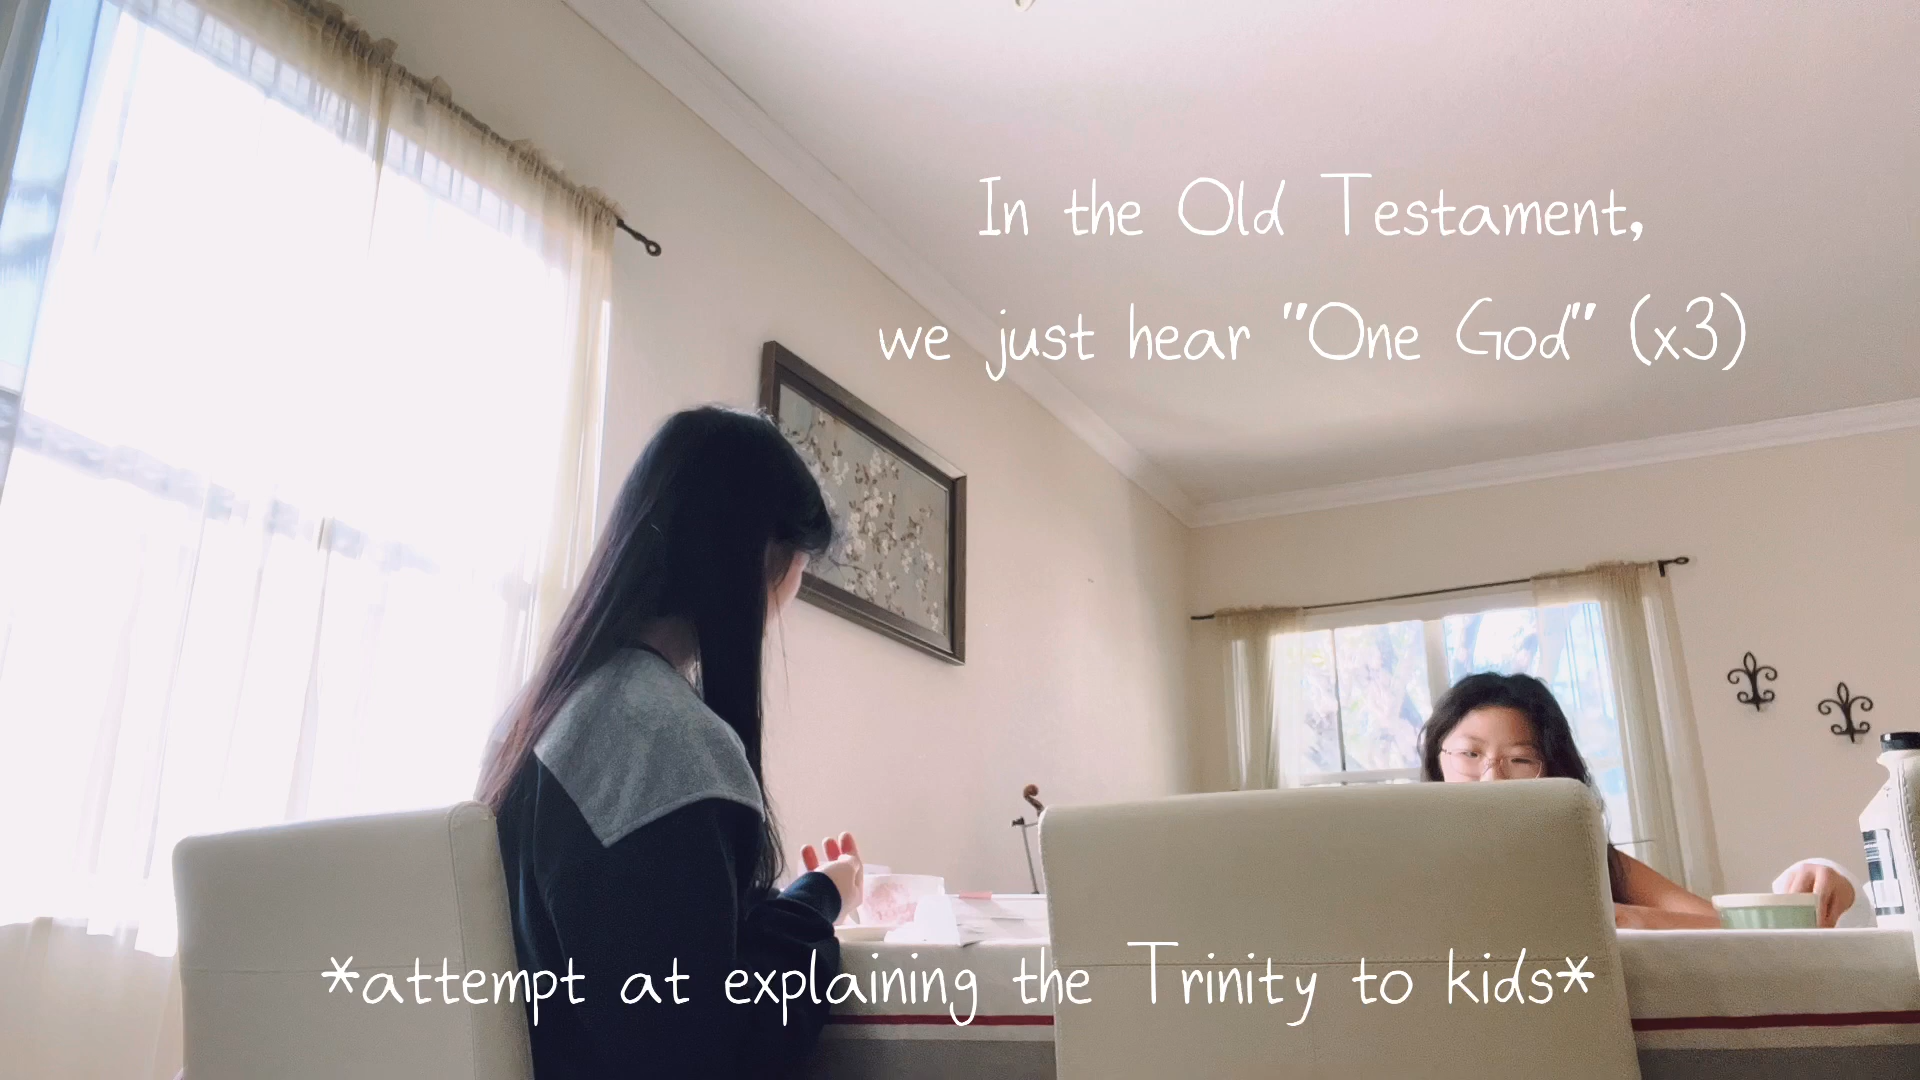 In the Old Testament,
we just hear "One God" (x3)
*attempt at explaining the Trinity to kids*